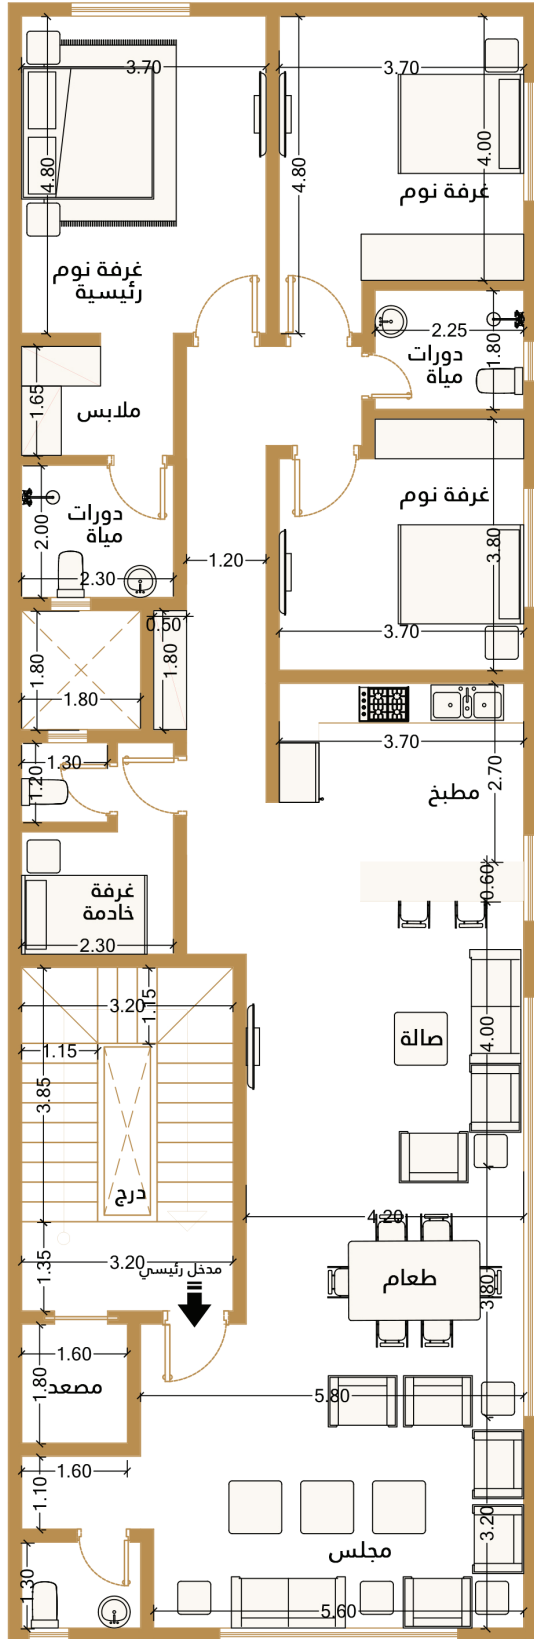 3.70
3.70
4.80
4.80
4.00
غرفة نوم
غرفة نوم
رئيسية
2.25
1.80
دورات
مياة
1.65
ملابس
3.80
غرفة نوم
2.00
دورات
مياة
2.30
1.20
3.70
0.50
1.80
1.80
1.80
3.70
2.70
مطبخ
1.30
1.20
0.60
غرفة
خادمة
2.30
3.20
1.15
1.15
3.85
4.00
صالة
درج
4.20
1.35
3.20
مدخل رئيسي
طعام
3.80
1.60
1.80
مصعد
5.80
1.60
1.10
3.20
مجلس
1.30
5.60